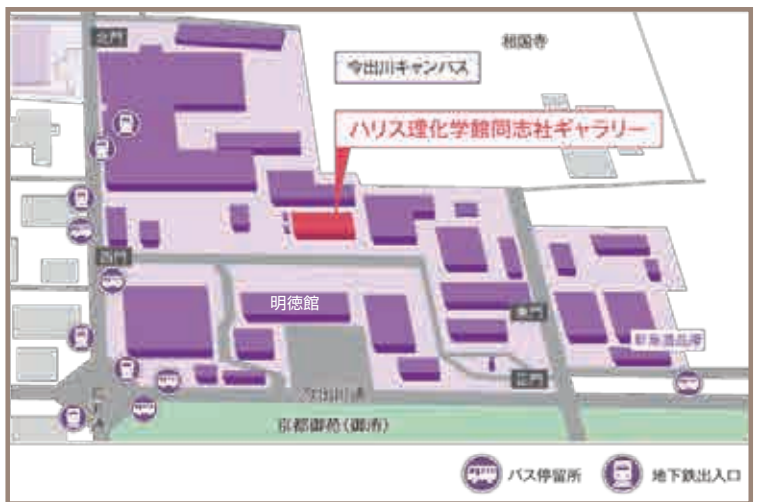 北門
相国寺
今出川キャンパス
ハリス理化学館同志社ギャラリー
西門
明徳館
東門
新島遺品庫
正門
今出川通
京都御苑(御所)
バス停留所
地下鉄出入口